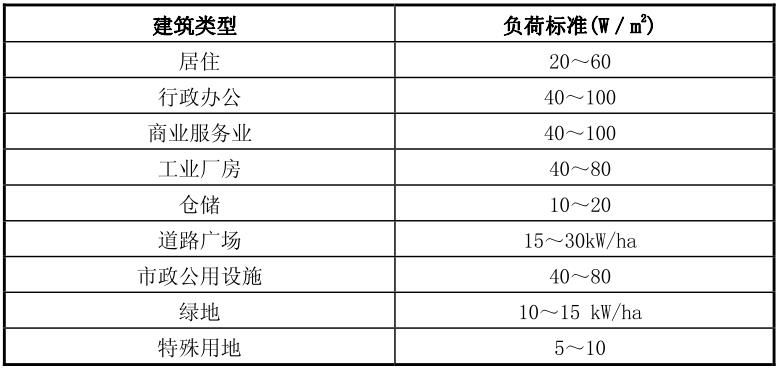 建筑类型 负荷标准(W/m²)
居住 20～60
行政办公 40～100
商业服务业 40～100
工业厂房 40～80
仓储 10～20
道路广场 15～30kW/ha
市政公用设施 40～80
绿地 10～15 kW/ha
特殊用地 5～10